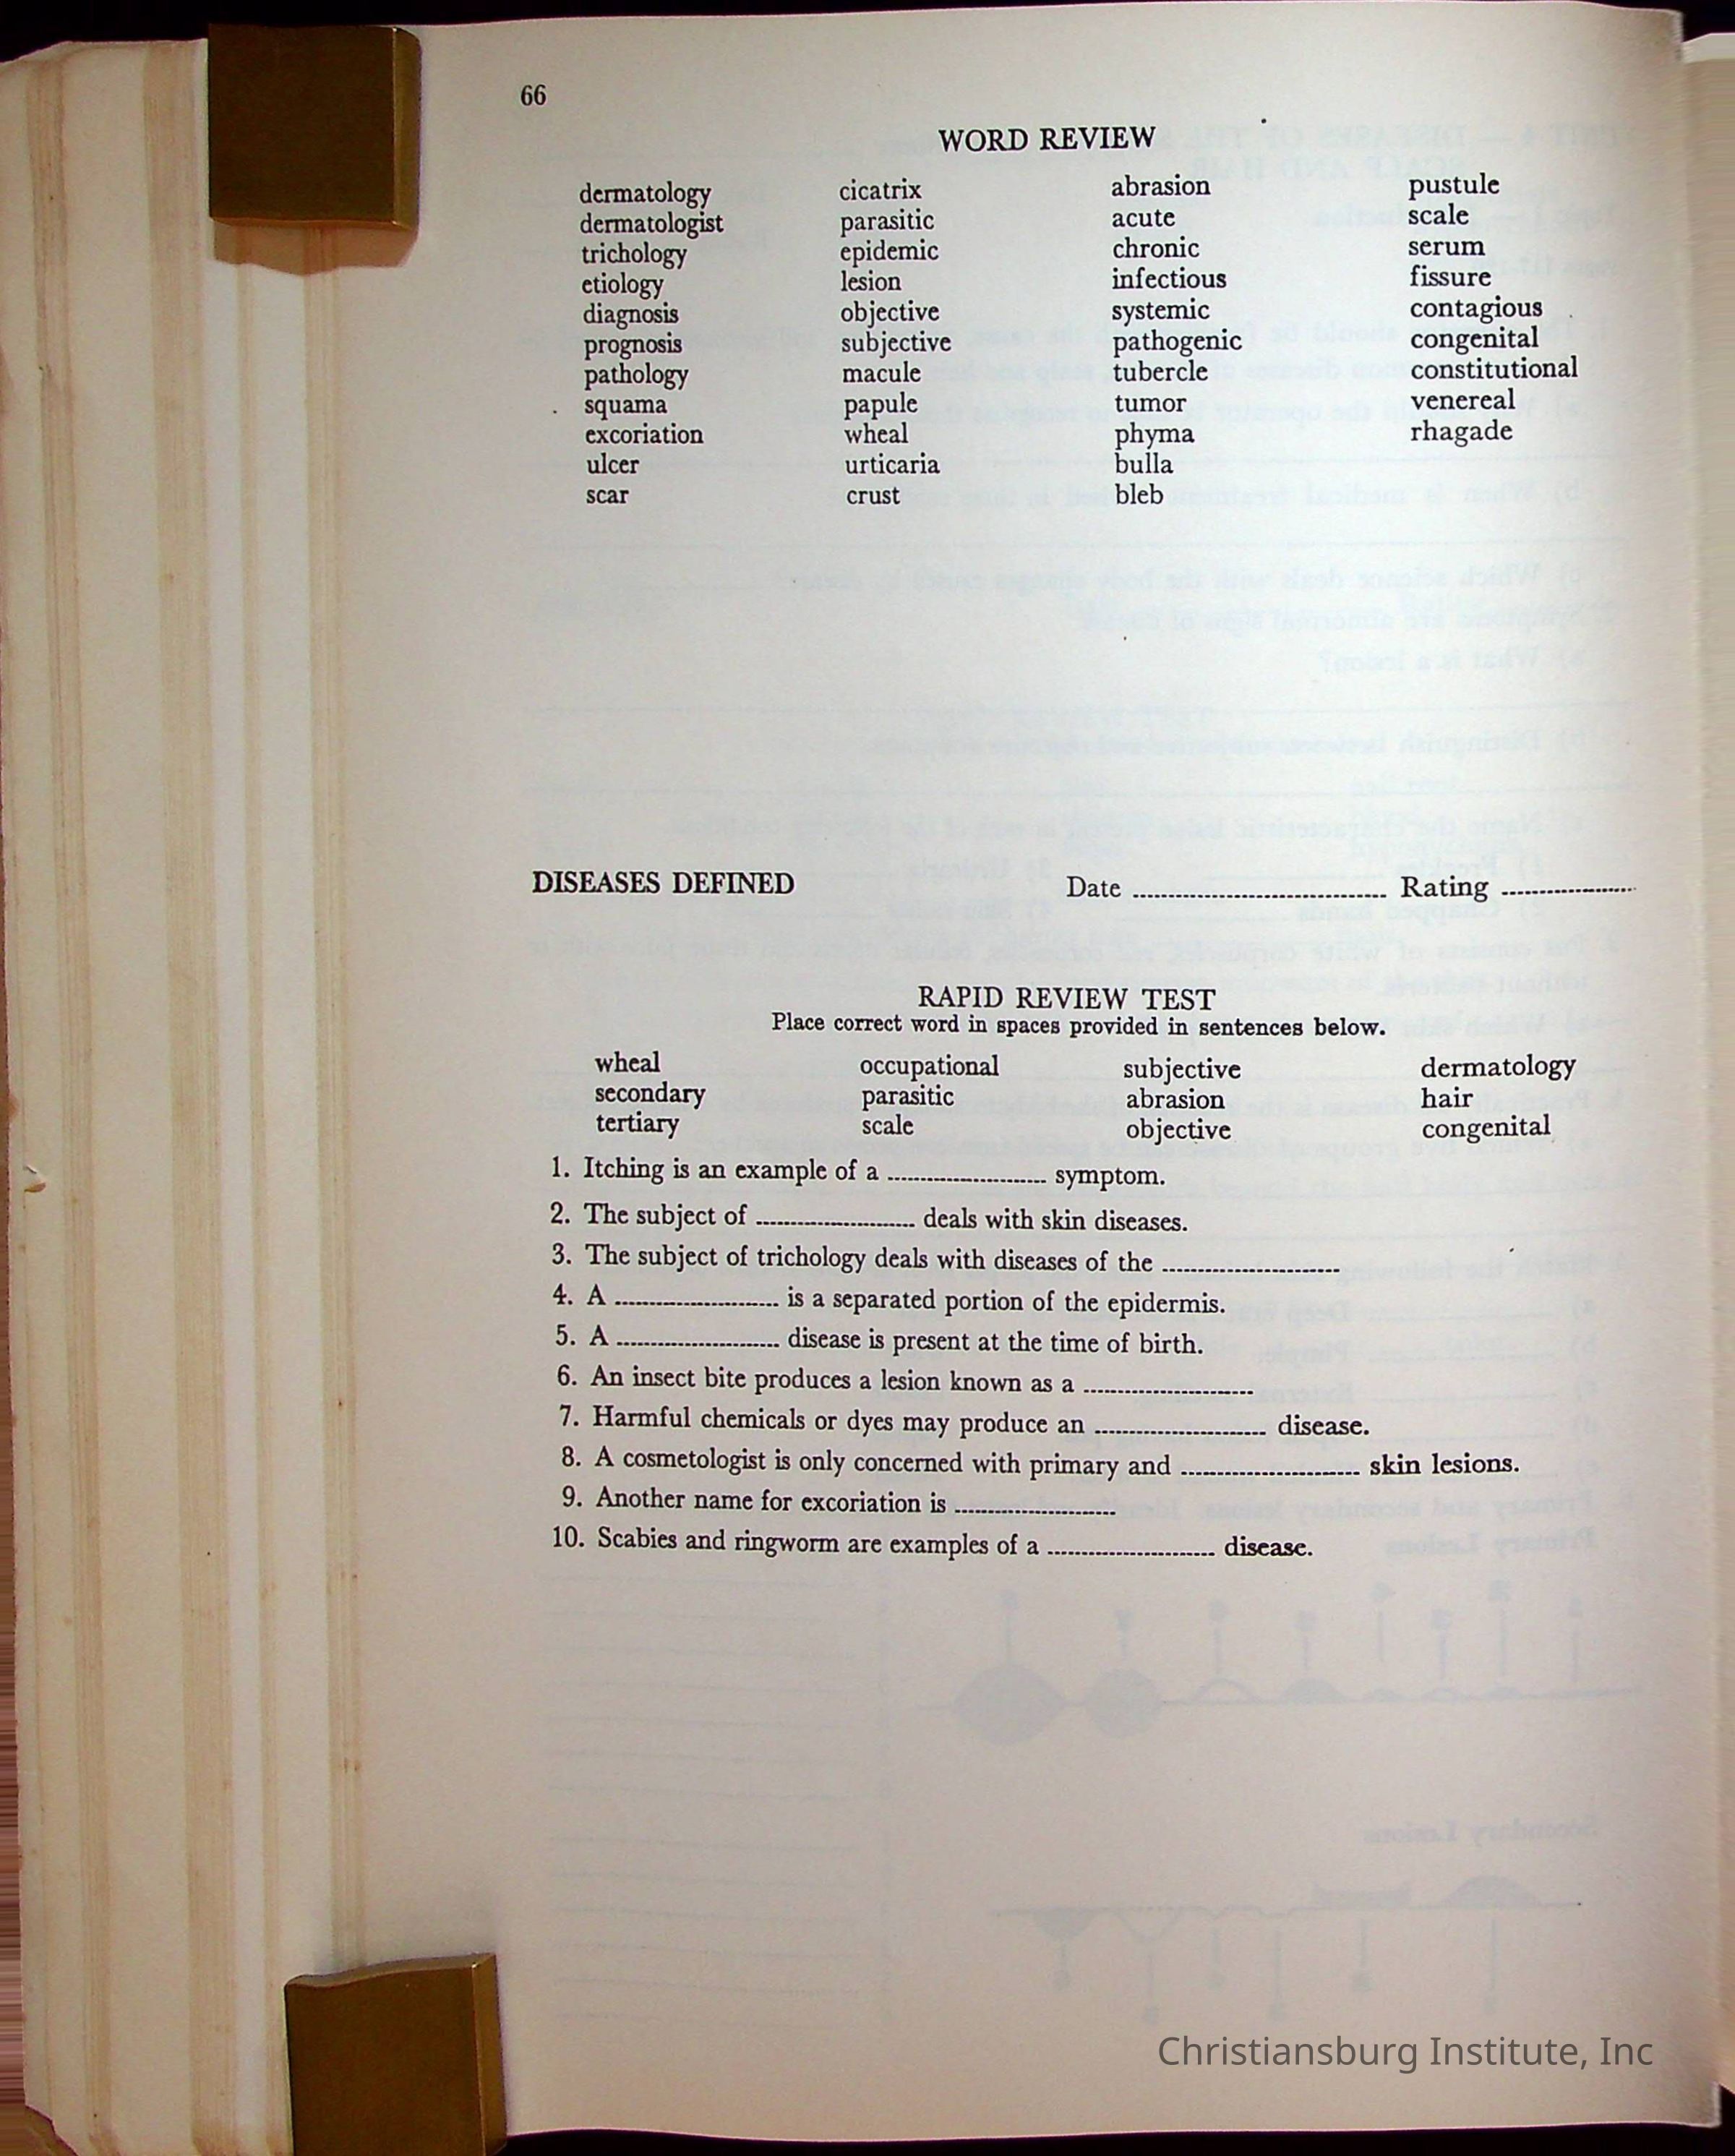 66
WORD REVIEW
dermatology cicatrix abrasion pustule
dermatologist parasitic acute scale
trichology epidemic chronic serum
etiology lesion infectious fissure
diagnosis objective systemic contagious
prognosis subjective pathogenic congenital
pathology macule tubercle constitutional
squama papule tumor venereal
excoriation wheal phyma rhagade
ulcer urticaria bulla
scar crust bleb
DISEASES DEFINED Date .................... Rating ....................
RAPID REVIEW TEST
Place correct word in spaces provided in sentences below.
wheal occupational subjective dermatology
secondary parasitic abrasion hair
tertiary scale objective congenital
1. Itching is an example of a .................... symptom.
2. The subject of .................... deals with skin diseases.
3. The subject of trichology deals with diseases of the ....................
4. A .................... is a separated portion of the epidermis.
5. A .................... disease is present at the time of birth.
6. An insect bite produces a lesion known as a ....................
7. Harmful chemicals or dyes may produce an .................... disease.
8. A cosmetologist is only concerned with primary and .................... skin lesions.
9. Another name for excoriation is ....................
10. Scabies and ringworm are examples of a .................... disease.
Christiansburg Institute, Inc